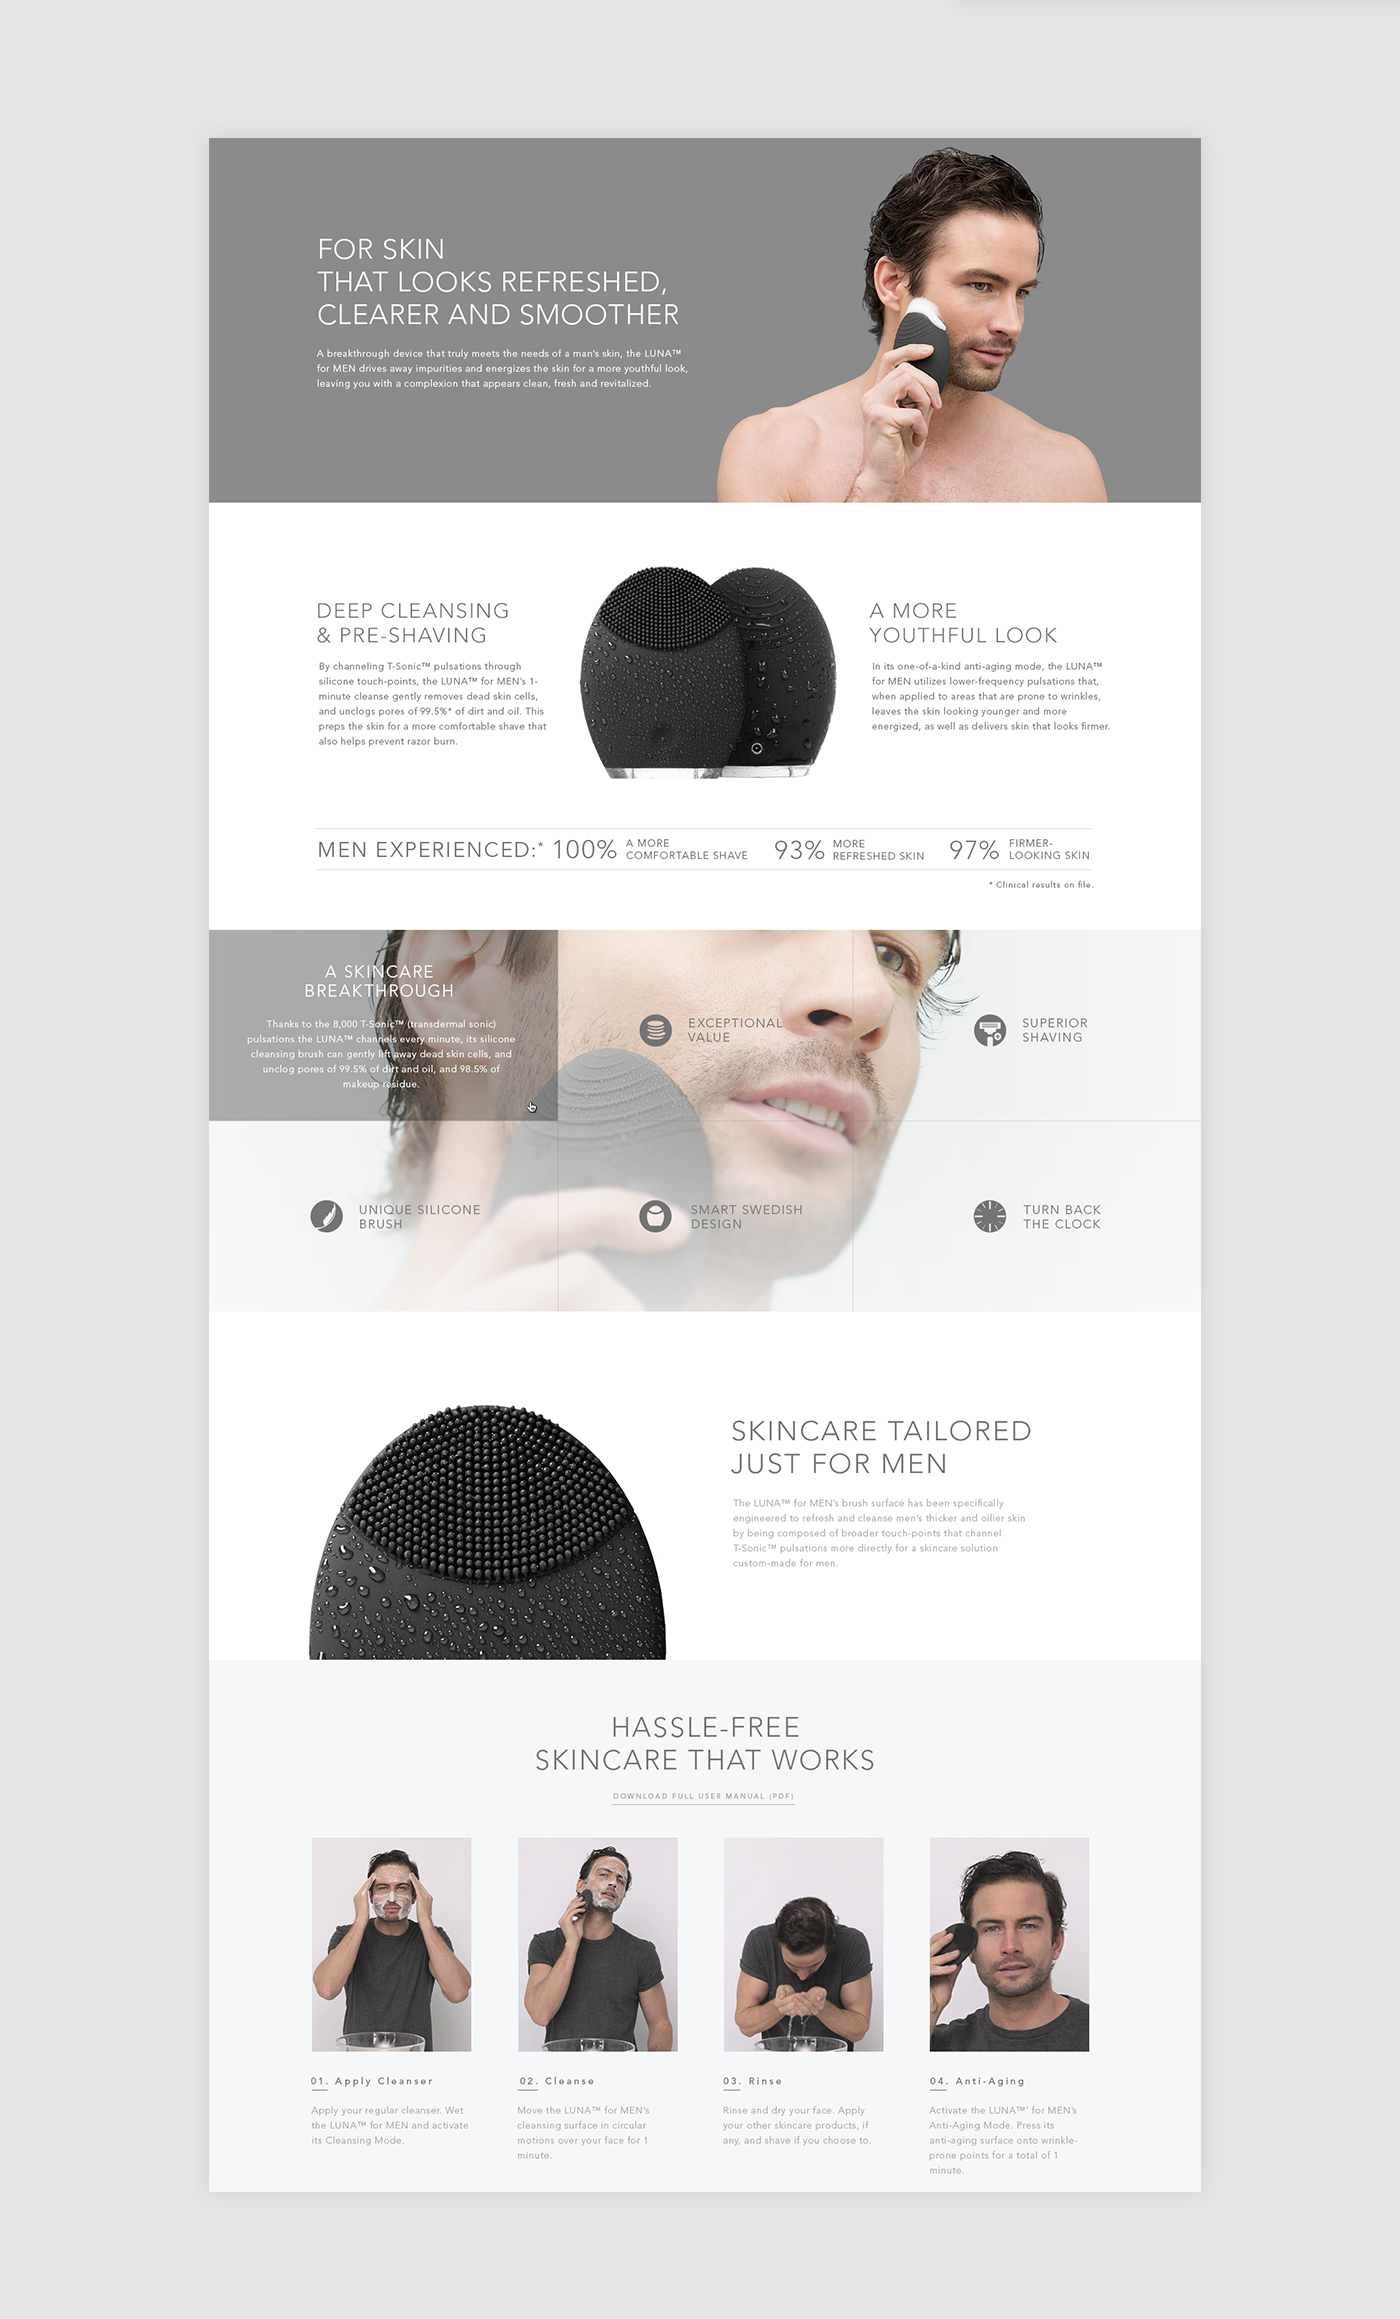 FOR SKIN
THAT LOOKS REFRESHED,
CLEARER AND SMOOTHER
A breakthrough device that truly meets the needs of a man's skin, the LUNA™
for MEN drives away impurities and energizes the skin for a more youthful look,
leaving you with a complexion that appears clean, fresh and revitalized.
DEEP CLEANSING
& PRE-SHAVING
By channeling T-Sonic™ pulsations through
silicone touch-points, the LUNA™ for MEN's 1-
minute cleanse gently removes dead skin cells,
and unclogs pores of 99.5%* of dirt and oil. This
preps the skin for a more comfortable shave that
also helps prevent razor burn.
A MORE
YOUTHFUL LOOK
In its one-of-a-kind anti-aging mode, the LUNA™
for MEN utilizes lower-frequency pulsations that,
when applied to areas that are prone to wrinkles,
leaves the skin looking younger and more
energized, as well as delivers skin that looks firmer.
MEN EXPERIENCED:*
100%
A MORE
COMFORTABLE SHAVE
93%
MORE
REFRESHED SKIN
97%
FIRMER-
LOOKING SKIN
* Clinical results on file.
A SKINCARE
BREAKTHROUGH
Thanks to the 8,000 T-Sonic™ (transdermal sonic)
pulsations the LUNA™ channels every minute, its silicone
cleansing brush can gently lift away dead skin cells, and
unclog pores of 99.5% of dirt and oil, and 98.5% of
makeup residue.
EXCEPTIONAL
VALUE
SUPERIOR
SHAVING
UNIQUE SILICONE
BRUSH
SMART SWEDISH
DESIGN
TURN BACK
THE CLOCK
SKINCARE TAILORED
JUST FOR MEN
The LUNA™ for MEN's brush surface has been specifically
engineered to refresh and cleanse men's thicker and oilier skin
by being composed of broader touch-points that channel
T-Sonic™ pulsations more directly for a skincare solution
custom-made for men.
HASSLE-FREE
SKINCARE THAT WORKS
DOWNLOAD FULL USER MANUAL (PDF)
01. Apply Cleanser
Apply your regular cleanser. Wet
the LUNA™ for MEN and activate
its Cleansing Mode.
02. Cleanse
Move the LUNA™ for MEN's
cleansing surface in circular
motions over your face for 1
minute.
03. Rinse
Rinse and dry your face. Apply
your other skincare products, if
any, and shave if you choose to.
04. Anti-Aging
Activate the LUNA™' for MEN's
Anti-Aging Mode. Press its
anti-aging surface onto wrinkle-
prone points for a total of 1
minute.